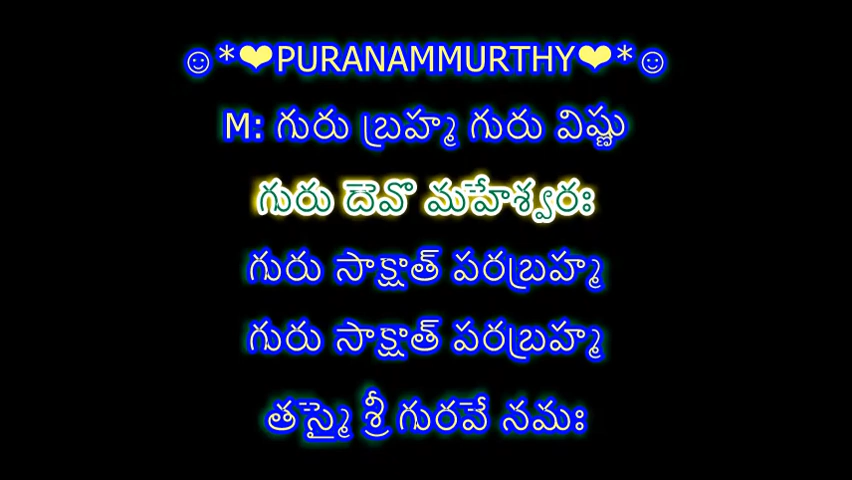 ☺*❤PURANAMMURTHY❤*☺
M: గురు బ్రహ్మ గురు విష్ణు
గురు దెవొ మహేశ్వరః
గురు సాక్షాత్ పరబ్రహ్మ
గురు సాక్షాత్ పరబ్రహ్మ
తస్మై శ్రీ గురవే నమః